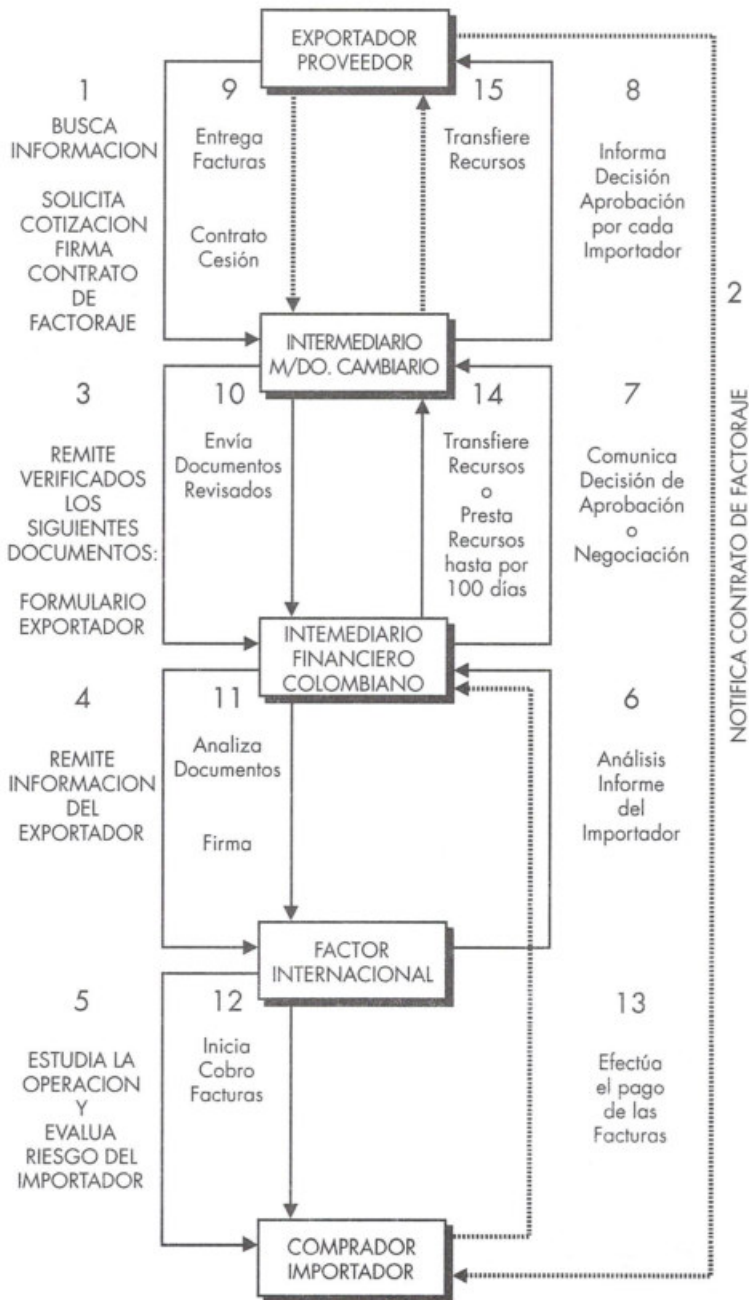 EXPORTADOR
PROVEEDOR
1
BUSCA
INFORMACION
SOLICITA
COTIZACION
FIRMA
CONTRATO
DE
FACTORAJE
9
Entrega
Facturas
Contrato
Cesión
15
Transfiere
Recursos
8
Informa
Decisión
Aprobación
por cada
Importador
2
NOTIFICA CONTRATO DE FACTORAJE
INTERMEDIARIO
M/DO. CAMBIARIO
3
REMITE
VERIFICADOS
LOS
SIGUIENTES
DOCUMENTOS:
FORMULARIO
EXPORTADOR
10
Envía
Documentos
Revisados
14
Transfiere
Recursos
o
Presta
Recursos
hasta por
100 días
7
Comunica
Decisión de
Aprobación
o
Negociación
INTEMEDIARIO
FINANCIERO
COLOMBIANO
4
REMITE
INFORMACION
DEL
EXPORTADOR
11
Analiza
Documentos
Firma
6
Análisis
Informe
del
Importador
FACTOR
INTERNACIONAL
5
ESTUDIA LA
OPERACION
Y
EVALUA
RIESGO DEL
IMPORTADOR
12
Inicia
Cobro
Facturas
13
Efectúa
el pago
de las
Facturas
COMPRADOR
IMPORTADOR